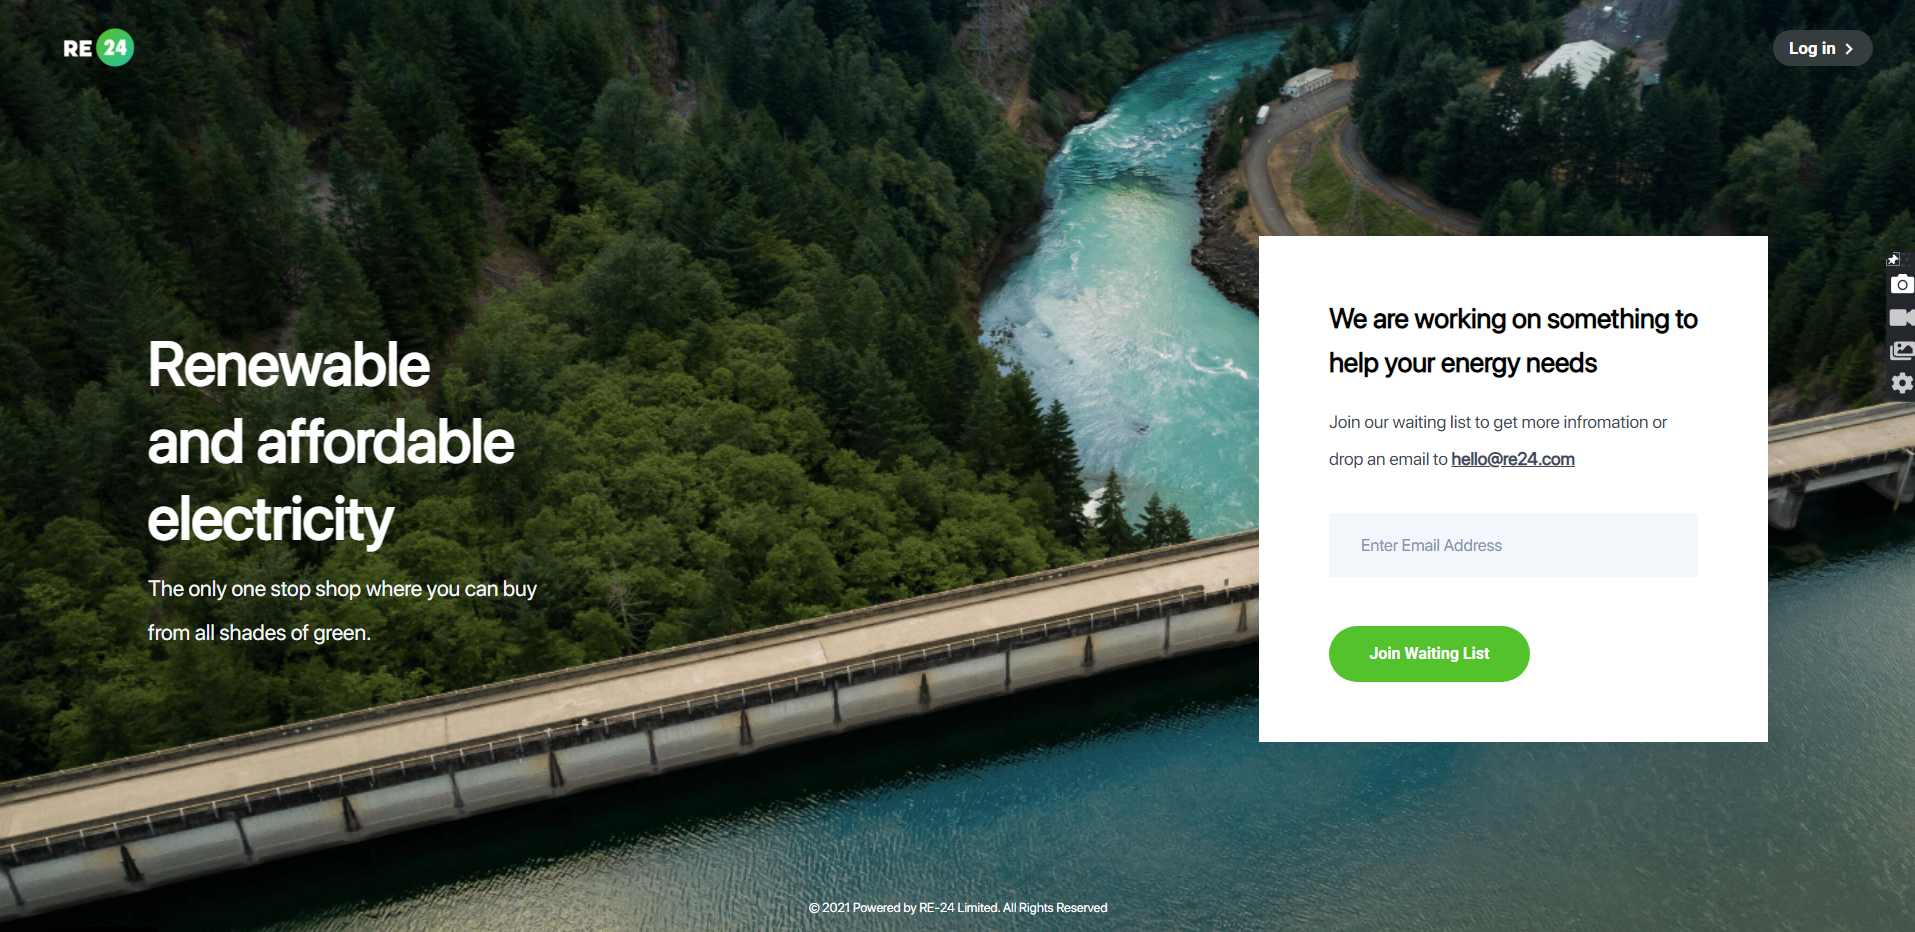 RE 24
Log in
Renewable
and affordable
electricity
The only one stop shop where you can buy
from all shades of green.
We are working on something to
help your energy needs
Join our waiting list to get more infromation or
drop an email to hello@re24.com
Enter Email Address
Join Waiting List
© 2021 Powered by RE-24 Limited. All Rights Reserved